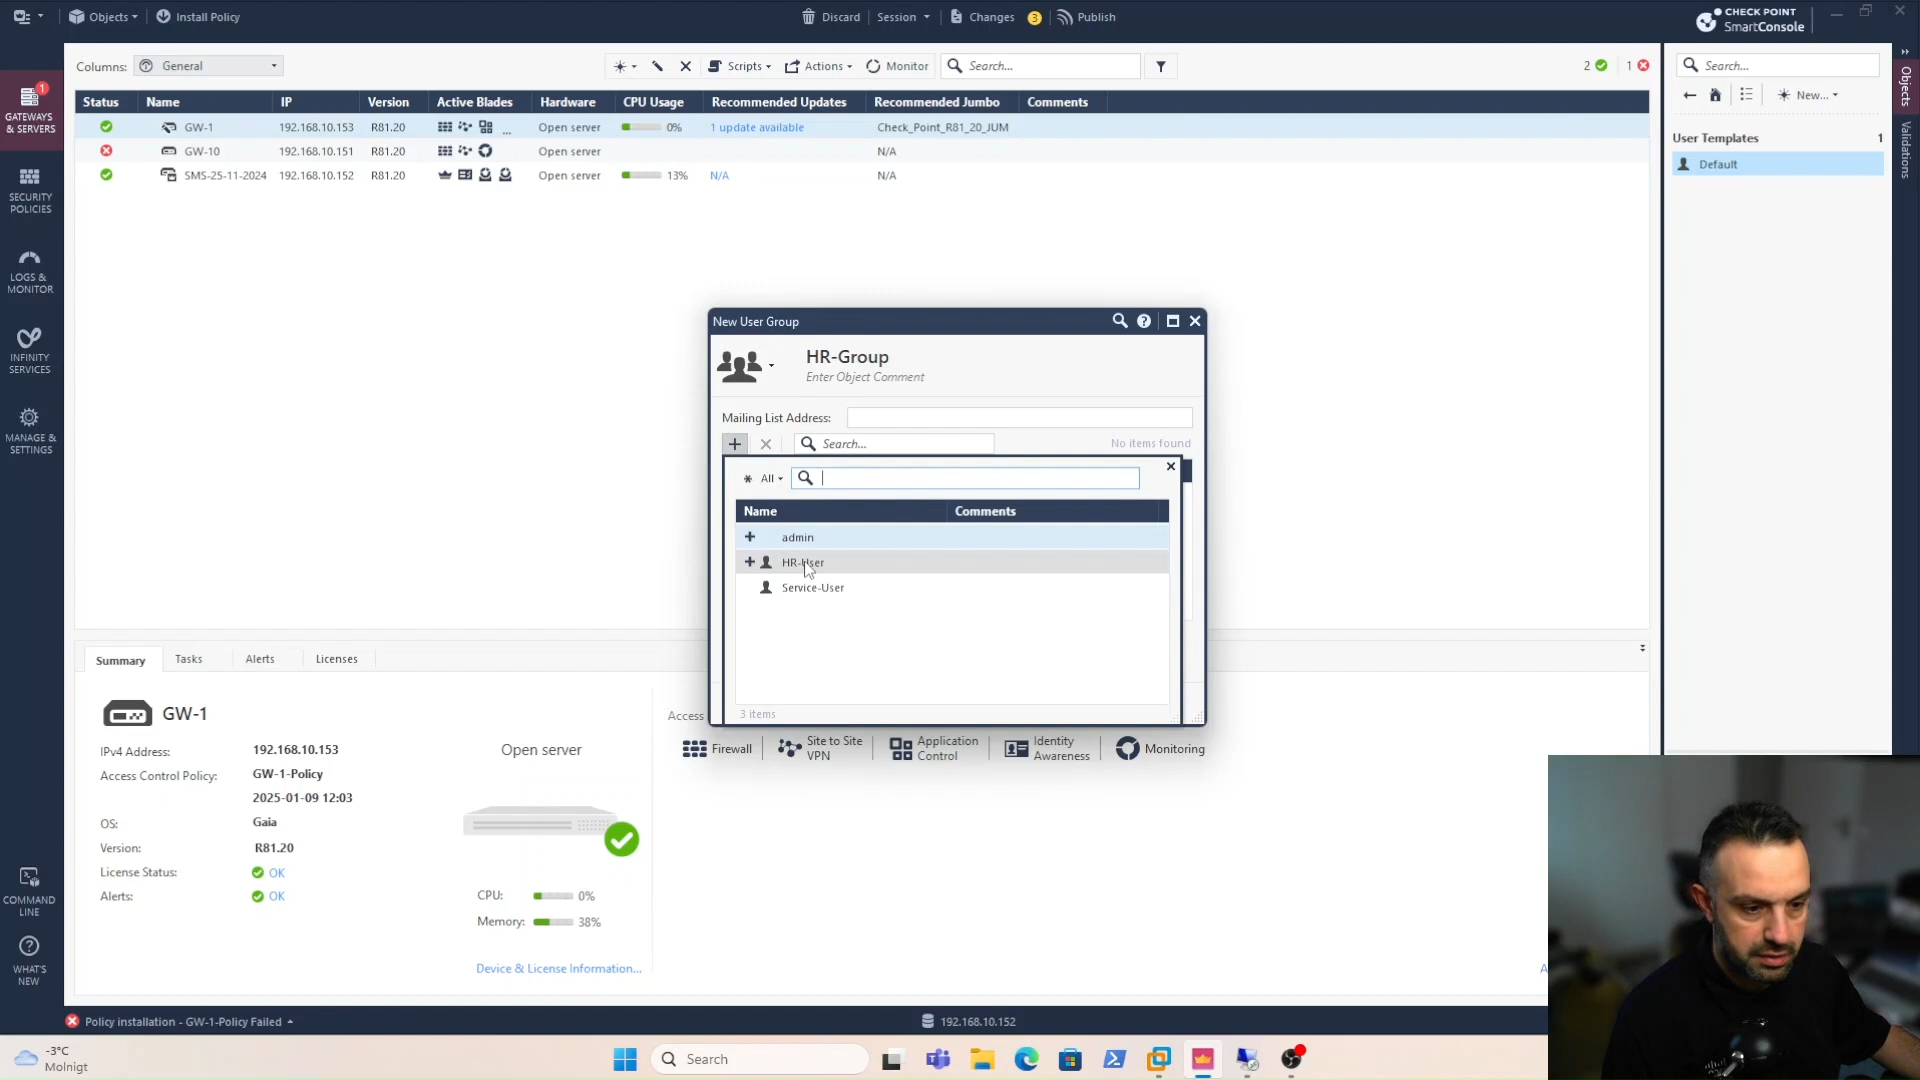 Objects
Install Policy
Discard
Session
Changes
3
Publish
CHECK POINT
SmartConsole
Columns:
General
Scripts
Actions
Monitor
Search...
2
1
Status
Name
IP
Version
Active Blades
Hardware
CPU Usage
Recommended Updates
Recommended Jumbo
Comments
GW-1
192.168.10.153
R81.20
...
Open server
0%
1 update available
Check_Point_R81_20_JUM
GW-10
192.168.10.151
R81.20
Open server
N/A
SMS-25-11-2024
192.168.10.152
R81.20
Open server
13%
N/A
N/A
1
GATEWAYS
& SERVERS
SECURITY
POLICIES
LOGS &
MONITOR
INFINITY
SERVICES
MANAGE &
SETTINGS
COMMAND
LINE
WHAT'S
NEW
Search...
New...
User Templates
1
Default
Objects
Validations
New User Group
HR-Group
Enter Object Comment
Mailing List Address:
Search...
No items found
All
Name
Comments
admin
HR-User
Service-User
3 items
Summary
Tasks
Alerts
Licenses
GW-1
IPv4 Address:
192.168.10.153
Access Control Policy:
GW-1-Policy
2025-01-09 12:03
OS:
Gaia
Version:
R81.20
License Status:
OK
Alerts:
OK
Open server
CPU:
0%
Memory:
38%
Device & License Information...
Access
Firewall
Site to Site
VPN
Application
Control
Identity
Awareness
Monitoring
A
Policy installation - GW-1-Policy Failed
192.168.10.152
-3°C
Molnigt
Search